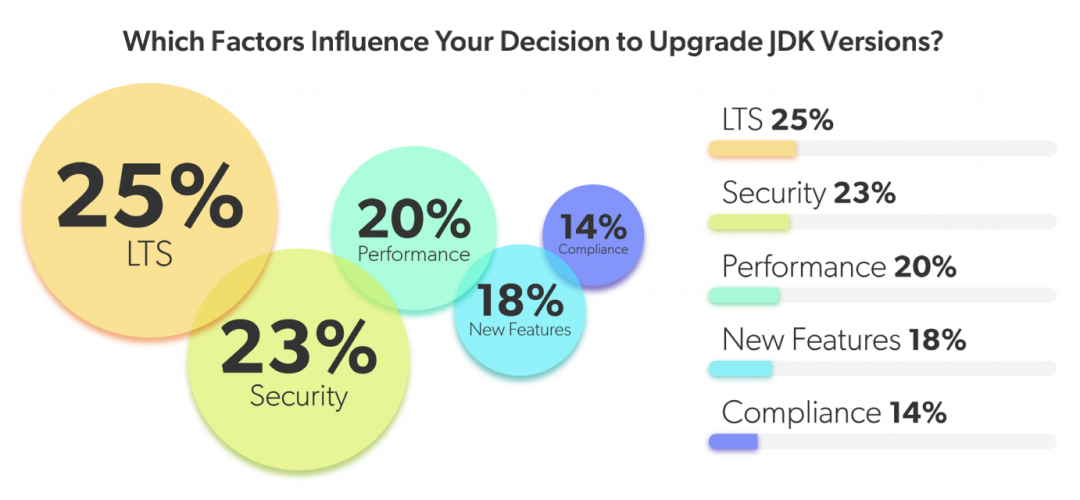 Which Factors Influence Your Decision to Upgrade JDK Versions?
25%
LTS
23%
Security
20%
Performance
18%
New Features
14%
Compliance
LTS 25%
Security 23%
Performance 20%
New Features 18%
Compliance 14%